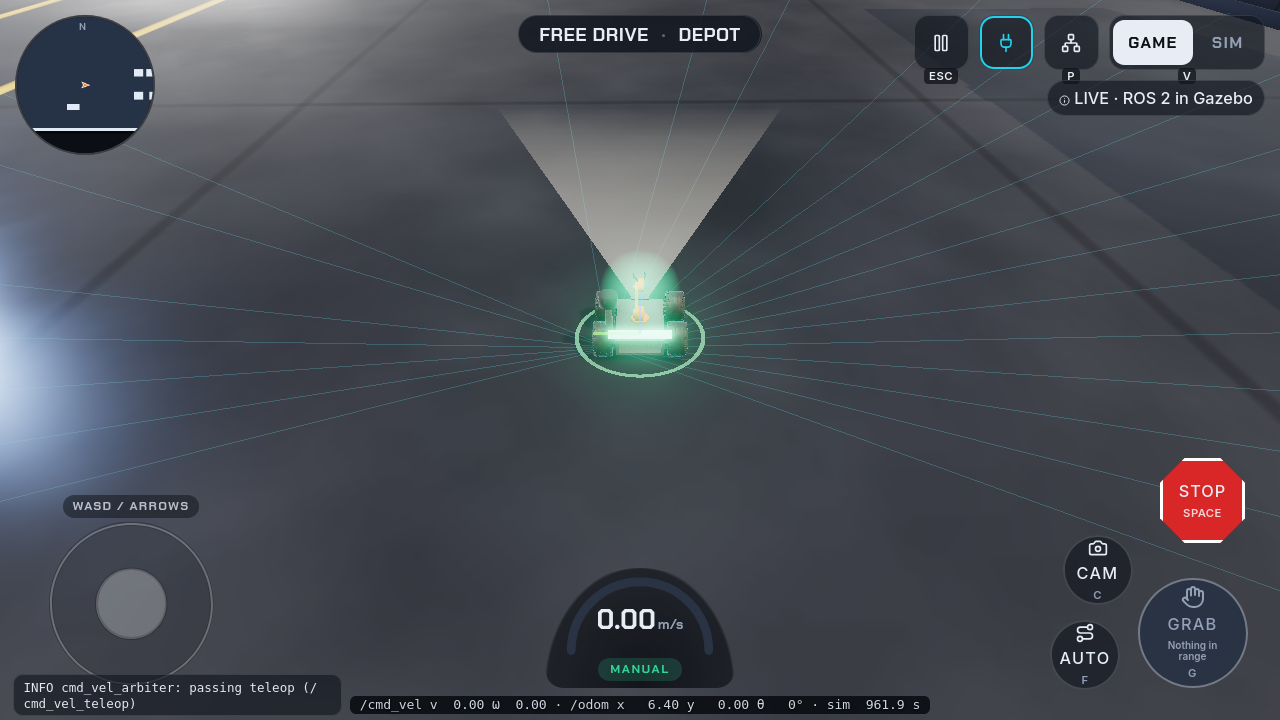 N
FREE DRIVE · DEPOT
ESC
P
GAME SIM
V
LIVE · ROS 2 in Gazebo
WASD / ARROWS
STOP
SPACE
CAM
C
GRAB
Nothing in
range
G
AUTO
F
0.00 m/s
MANUAL
INFO cmd_vel_arbiter: passing teleop (/
cmd_vel_teleop)
/cmd_vel v 0.00 ω 0.00 · /odom x 6.40 y 0.00 θ 0° · sim 961.9 s